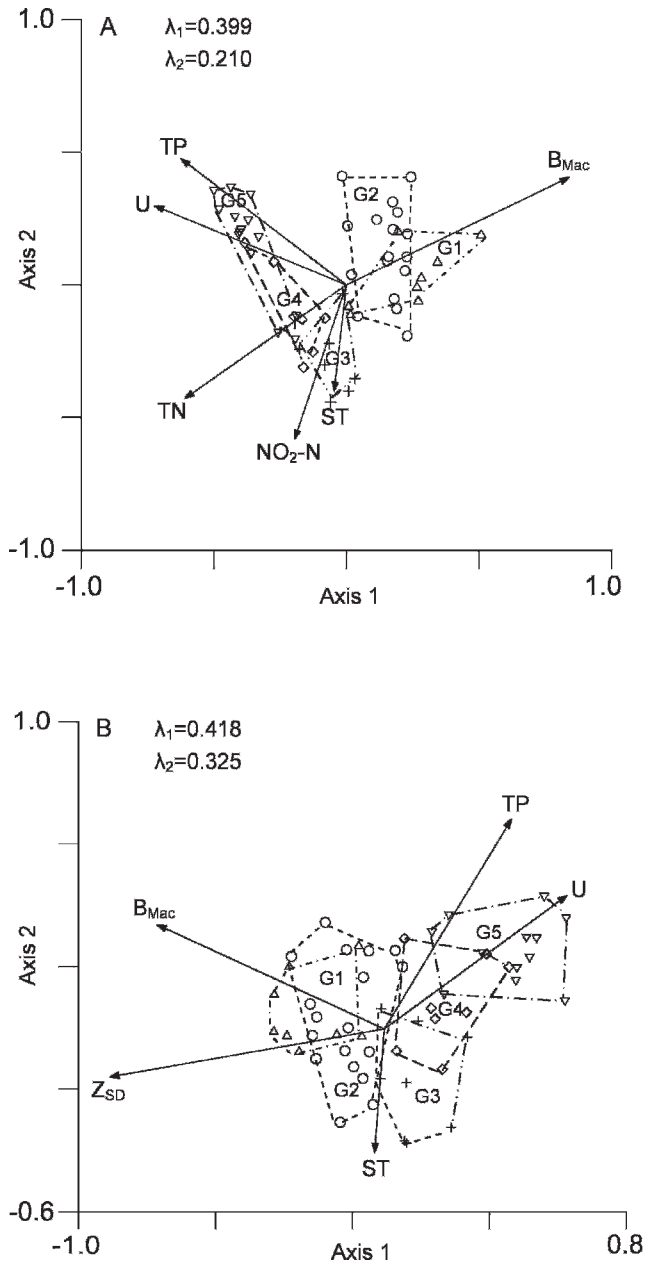 1.0
A
λ1=0.399
λ2=0.210
TP
BMac
U
G5
G2
G1
Axis 2
G4
G3
TN
ST
NO2-N
-1.0
-1.0
Axis 1
1.0
1.0
B
λ1=0.418
λ2=0.325
TP
BMac
U
G5
Axis 2
G1
G4
ZSD
G2
G3
ST
-0.6
-1.0
Axis 1
0.8